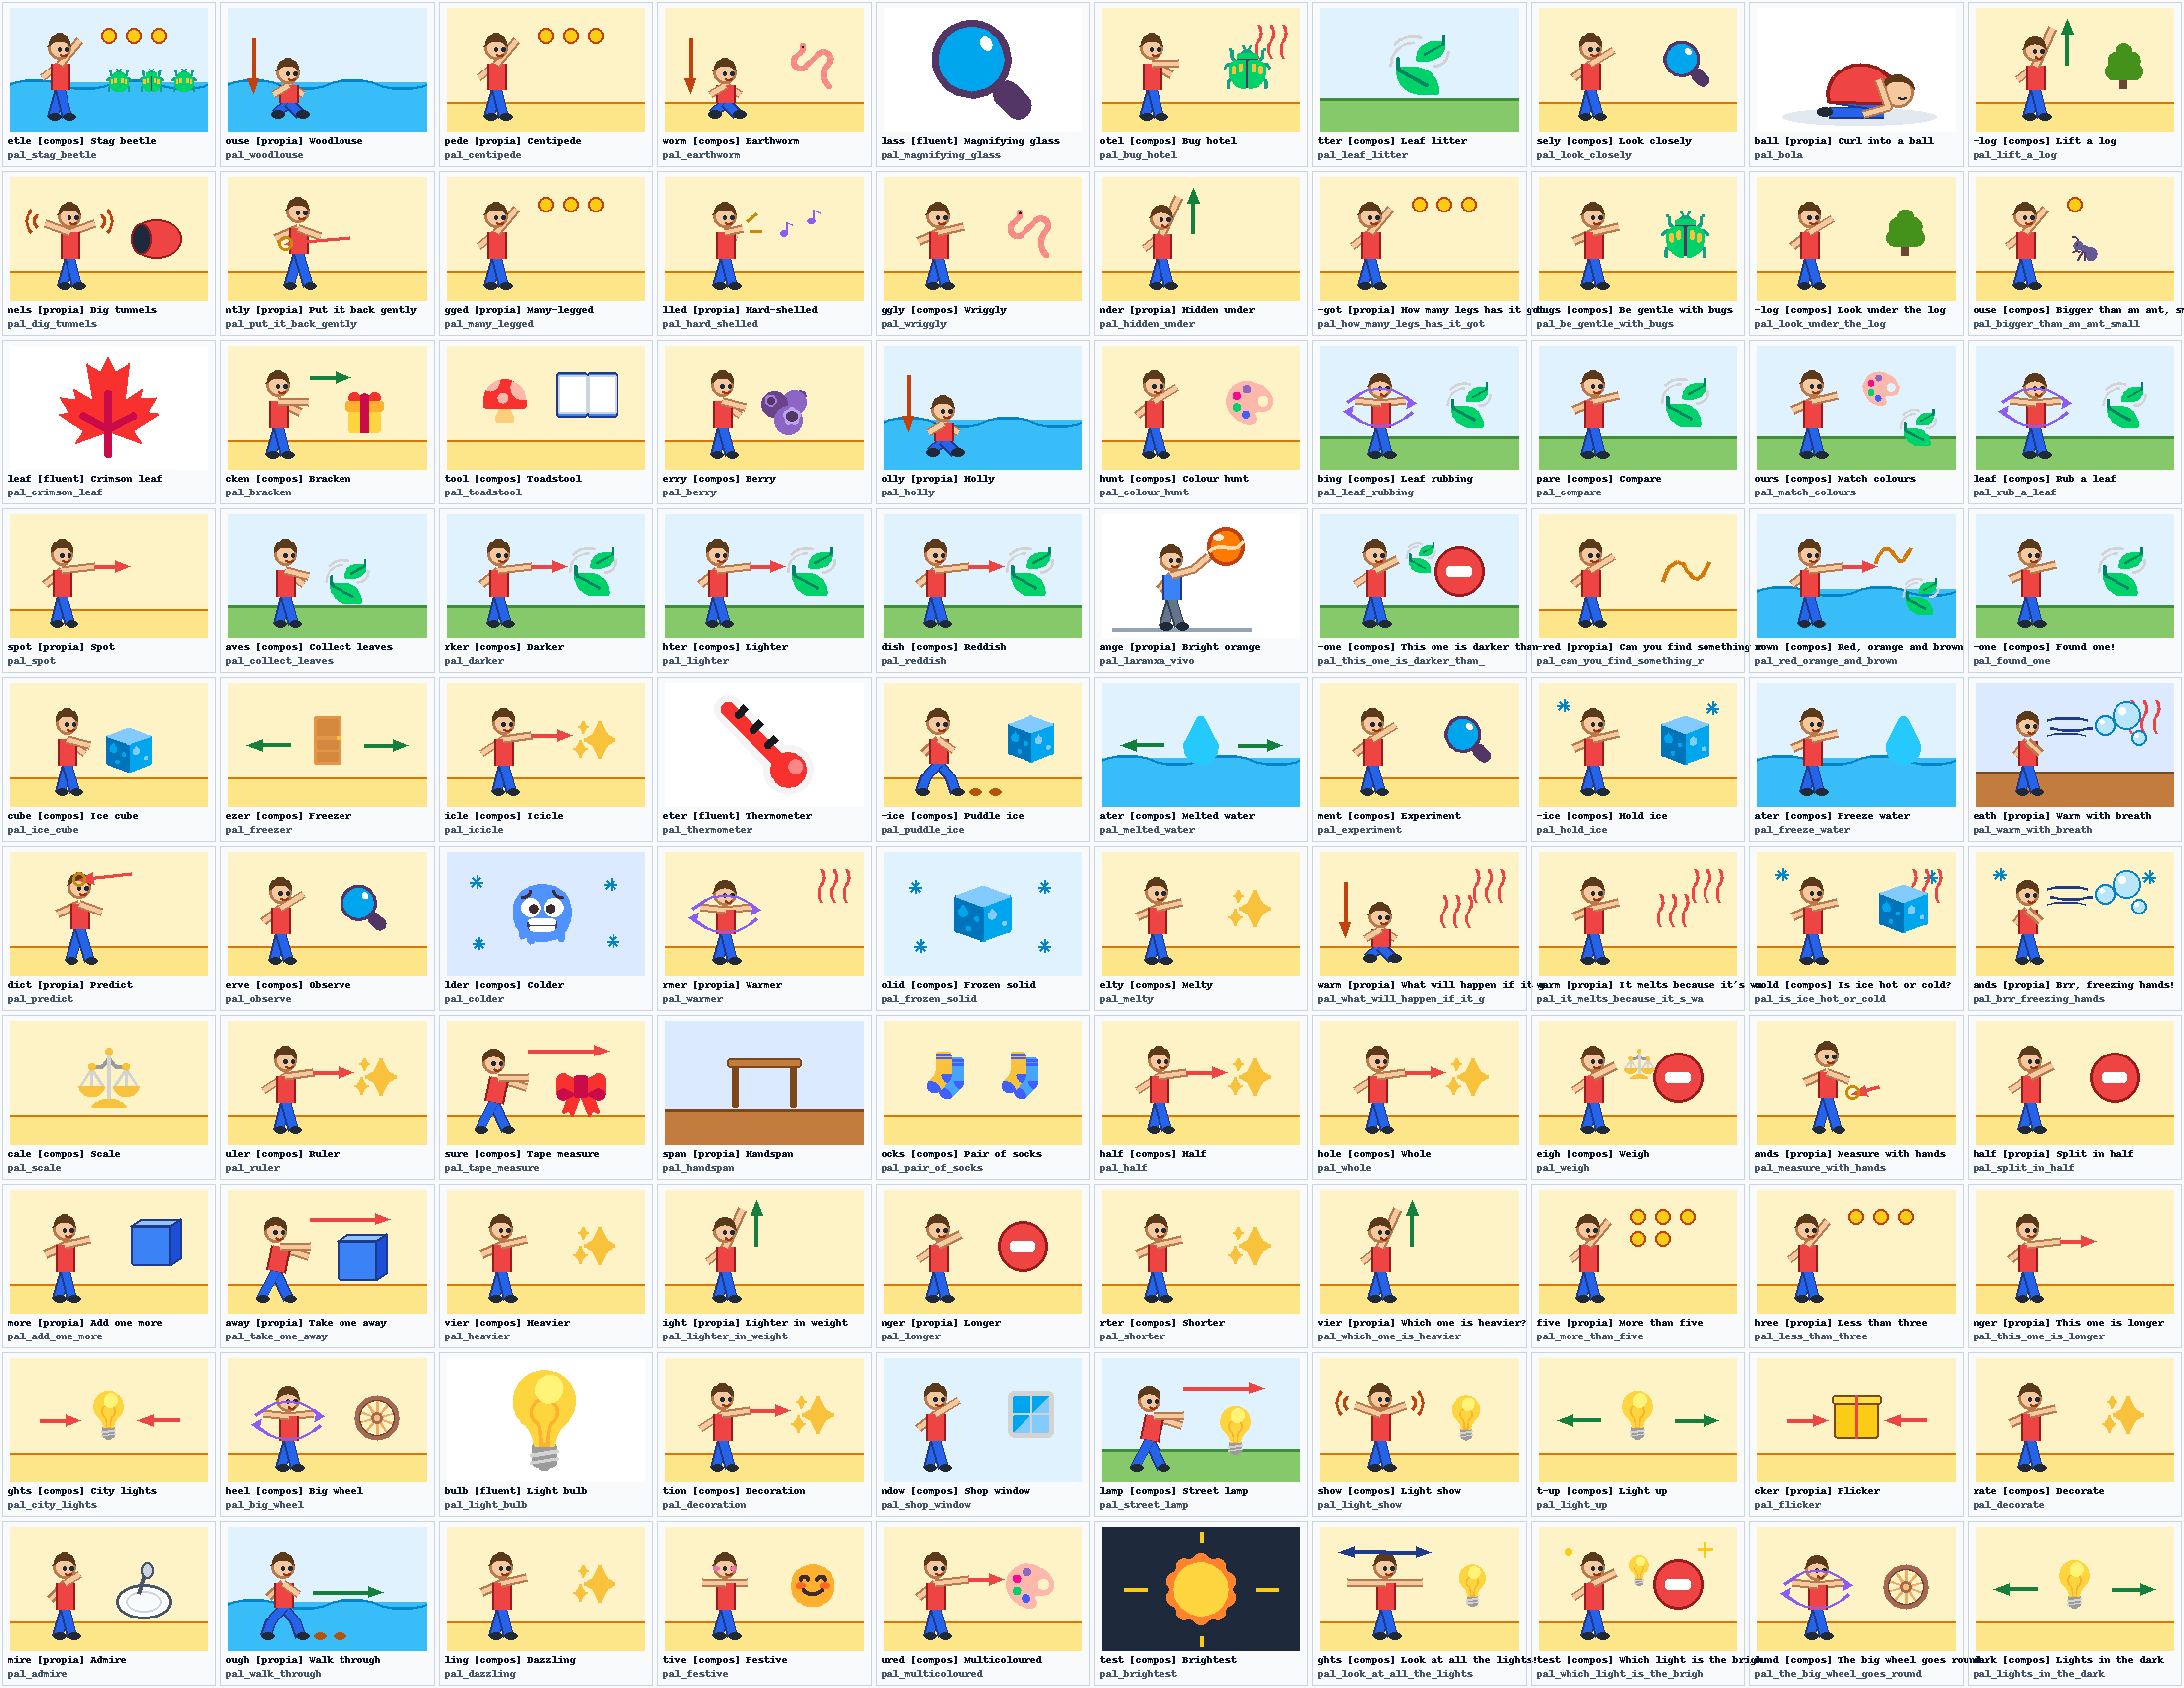 etle [compos] Stag beetle
pal_stag_beetle
ouse [propia] Woodlouse
pal_woodlouse
pede [propia] Centipede
pal_centipede
worm [compos] Earthworm
pal_earthworm
lass [fluent] Magnifying glass
pal_magnifying_glass
otel [compos] Bug hotel
pal_bug_hotel
tter [compos] Leaf litter
pal_leaf_litter
sely [compos] Look closely
pal_look_closely
ball [propia] Curl into a ball
pal_bola
-log [compos] Lift a log
pal_lift_a_log
nels [propia] Dig tunnels
pal_dig_tunnels
ntly [propia] Put it back gently
pal_put_it_back_gently
gged [propia] Many-legged
pal_many_legged
lled [propia] Hard-shelled
pal_hard_shelled
ggly [compos] Wriggly
pal_wriggly
nder [propia] Hidden under
pal_hidden_under
-got [propia] How many legs has it
pal_how_many_legs_has_it_got
bugs [compos] Be gentle with bugs
pal_be_gentle_with_bugs
-log [compos] Look under the log
pal_look_under_the_log
ouse [compos] Bigger than an ant,
pal_bigger_than_an_ant_small
leaf [fluent] Crimson leaf
pal_crimson_leaf
cken [compos] Bracken
pal_bracken
tool [compos] Toadstool
pal_toadstool
erry [compos] Berry
pal_berry
olly [propia] Holly
pal_holly
hunt [compos] Colour hunt
pal_colour_hunt
bing [compos] Leaf rubbing
pal_leaf_rubbing
pare [compos] Compare
pal_compare
ours [compos] Match colours
pal_match_colours
leaf [compos] Rub a leaf
pal_rub_a_leaf
spot [propia] Spot
pal_spot
aves [compos] Collect leaves
pal_collect_leaves
rker [compos] Darker
pal_darker
hter [compos] Lighter
pal_lighter
dish [compos] Reddish
pal_reddish
ange [propia] Bright orange
pal_laranxa_vivo
-one [compos] This one is darker than
pal_this_one_is_darker_than_
-red [propia] Can you find something
pal_can_you_find_something_r
rown [compos] Red, orange and brown
pal_red_orange_and_brown
-one [compos] Found one!
pal_found_one
cube [compos] Ice cube
pal_ice_cube
ezer [compos] Freezer
pal_freezer
icle [compos] Icicle
pal_icicle
eter [fluent] Thermometer
pal_thermometer
-ice [compos] Puddle ice
pal_puddle_ice
ater [compos] Melted water
pal_melted_water
ment [compos] Experiment
pal_experiment
-ice [compos] Hold ice
pal_hold_ice
ater [compos] Freeze water
pal_freeze_water
eath [propia] Warm with breath
pal_warm_with_breath
dict [propia] Predict
pal_predict
erve [compos] Observe
pal_observe
lder [compos] Colder
pal_colder
rmer [propia] Warmer
pal_warmer
olid [compos] Frozen solid
pal_frozen_solid
elty [compos] Melty
pal_melty
warm [propia] What will happen if it
pal_what_will_happen_if_it_g
arm [propia] It melts because it's
pal_it_melts_because_it_s_wa
cold [compos] Is ice hot or cold?
pal_is_ice_hot_or_cold
ands [propia] Brr, freezing hands!
pal_brr_freezing_hands
cale [compos] Scale
pal_scale
uler [compos] Ruler
pal_ruler
sure [compos] Tape measure
pal_tape_measure
span [propia] Handspan
pal_handspan
ocks [compos] Pair of socks
pal_pair_of_socks
half [compos] Half
pal_half
hole [compos] Whole
pal_whole
eigh [compos] Weigh
pal_weigh
ands [propia] Measure with hands
pal_measure_with_hands
half [propia] Split in half
pal_split_in_half
more [propia] Add one more
pal_add_one_more
away [propia] Take one away
pal_take_one_away
vier [compos] Heavier
pal_heavier
ight [propia] Lighter in weight
pal_lighter_in_weight
nger [propia] Longer
pal_longer
rter [compos] Shorter
pal_shorter
vier [propia] Which one is heavier?
pal_which_one_is_heavier
five [propia] More than five
pal_more_than_five
hree [propia] Less than three
pal_less_than_three
nger [propia] This one is longer
pal_this_one_is_longer
ghts [compos] City lights
pal_city_lights
heel [compos] Big wheel
pal_big_wheel
bulb [fluent] Light bulb
pal_light_bulb
tion [compos] Decoration
pal_decoration
ndow [compos] Shop window
pal_shop_window
lamp [compos] Street lamp
pal_street_lamp
show [compos] Light show
pal_light_show
t-up [compos] Light up
pal_light_up
cker [propia] Flicker
pal_flicker
rate [compos] Decorate
pal_decorate
mire [propia] Admire
pal_admire
ough [propia] Walk through
pal_walk_through
ling [compos] Dazzling
pal_dazzling
tive [compos] Festive
pal_festive
ured [compos] Multicoloured
pal_multicoloured
test [compos] Brightest
pal_brightest
ghts [compos] Look at all the lights!
pal_look_at_all_the_lights
test [compos] Which light is the
pal_which_light_is_the_brigh
ound [compos] The big wheel goes
pal_the_big_wheel_goes_round
dark [compos] Lights in the dark
pal_lights_in_the_dark